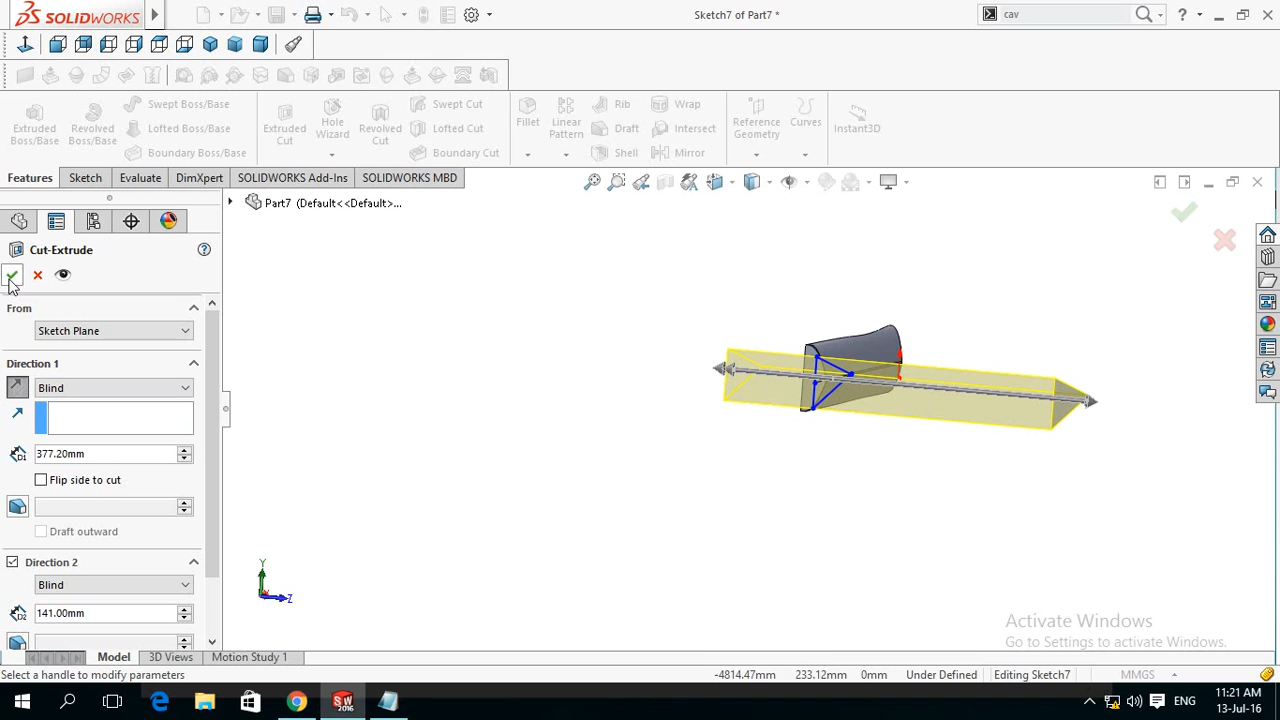 SOLIDWORKS
Sketch7 of Part7 *
cav
?
Extruded Boss/Base
Revolved Boss/Base
Swept Boss/Base
Lofted Boss/Base
Boundary Boss/Base
Extruded Cut
Hole Wizard
Revolved Cut
Swept Cut
Lofted Cut
Boundary Cut
Fillet
Linear Pattern
Rib
Draft
Shell
Wrap
Intersect
Mirror
Reference Geometry
Curves
Instant3D
Features
Sketch
Evaluate
DimXpert
SOLIDWORKS Add-Ins
SOLIDWORKS MBD
Part7 (Default<<Default>...
Cut-Extrude
?
From
Sketch Plane
Direction 1
Blind
D1
377.20mm
Flip side to cut
Draft outward
Direction 2
Blind
D2
141.00mm
Y
Z
Activate Windows
Go to Settings to activate Windows.
Model
3D Views
Motion Study 1
Select a handle to modify parameters
-4814.47mm
233.12mm
0mm
Under Defined
Editing Sketch7
MMGS
SW 2016
ENG
11:21 AM
13-Jul-16